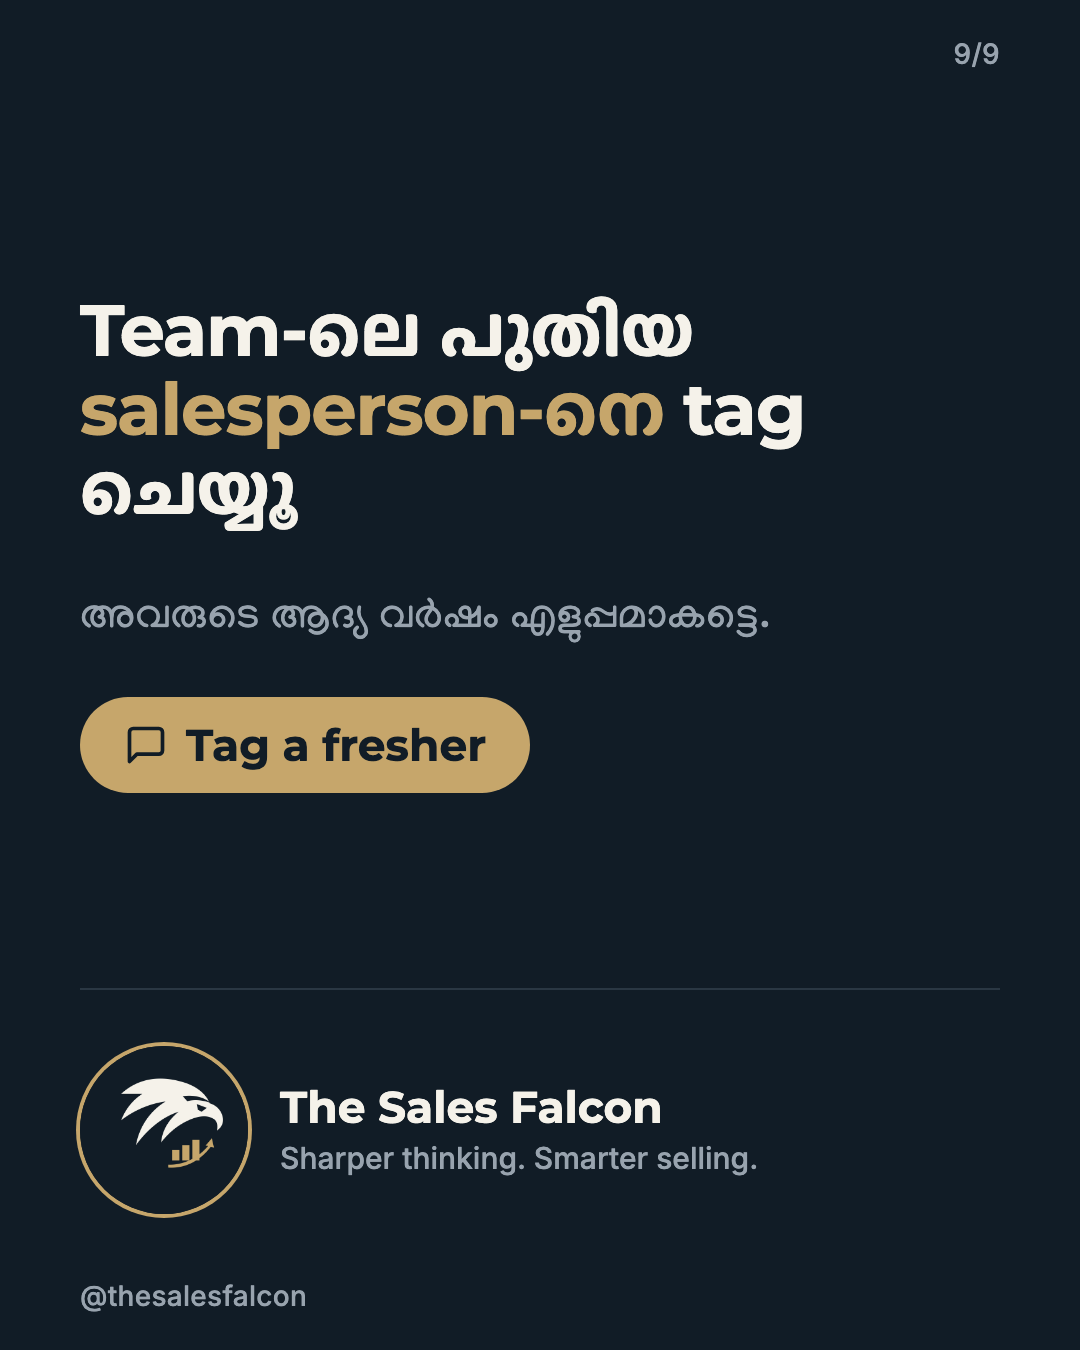 9/9
Team-ലെ പുതിയ
salesperson-നെ tag
ചെയ്യൂ
അവരുടെ ആദ്യ വർഷം എളുപ്പമാകട്ടെ.
Tag a fresher
The Sales Falcon
Sharper thinking. Smarter selling.
@thesalesfalcon